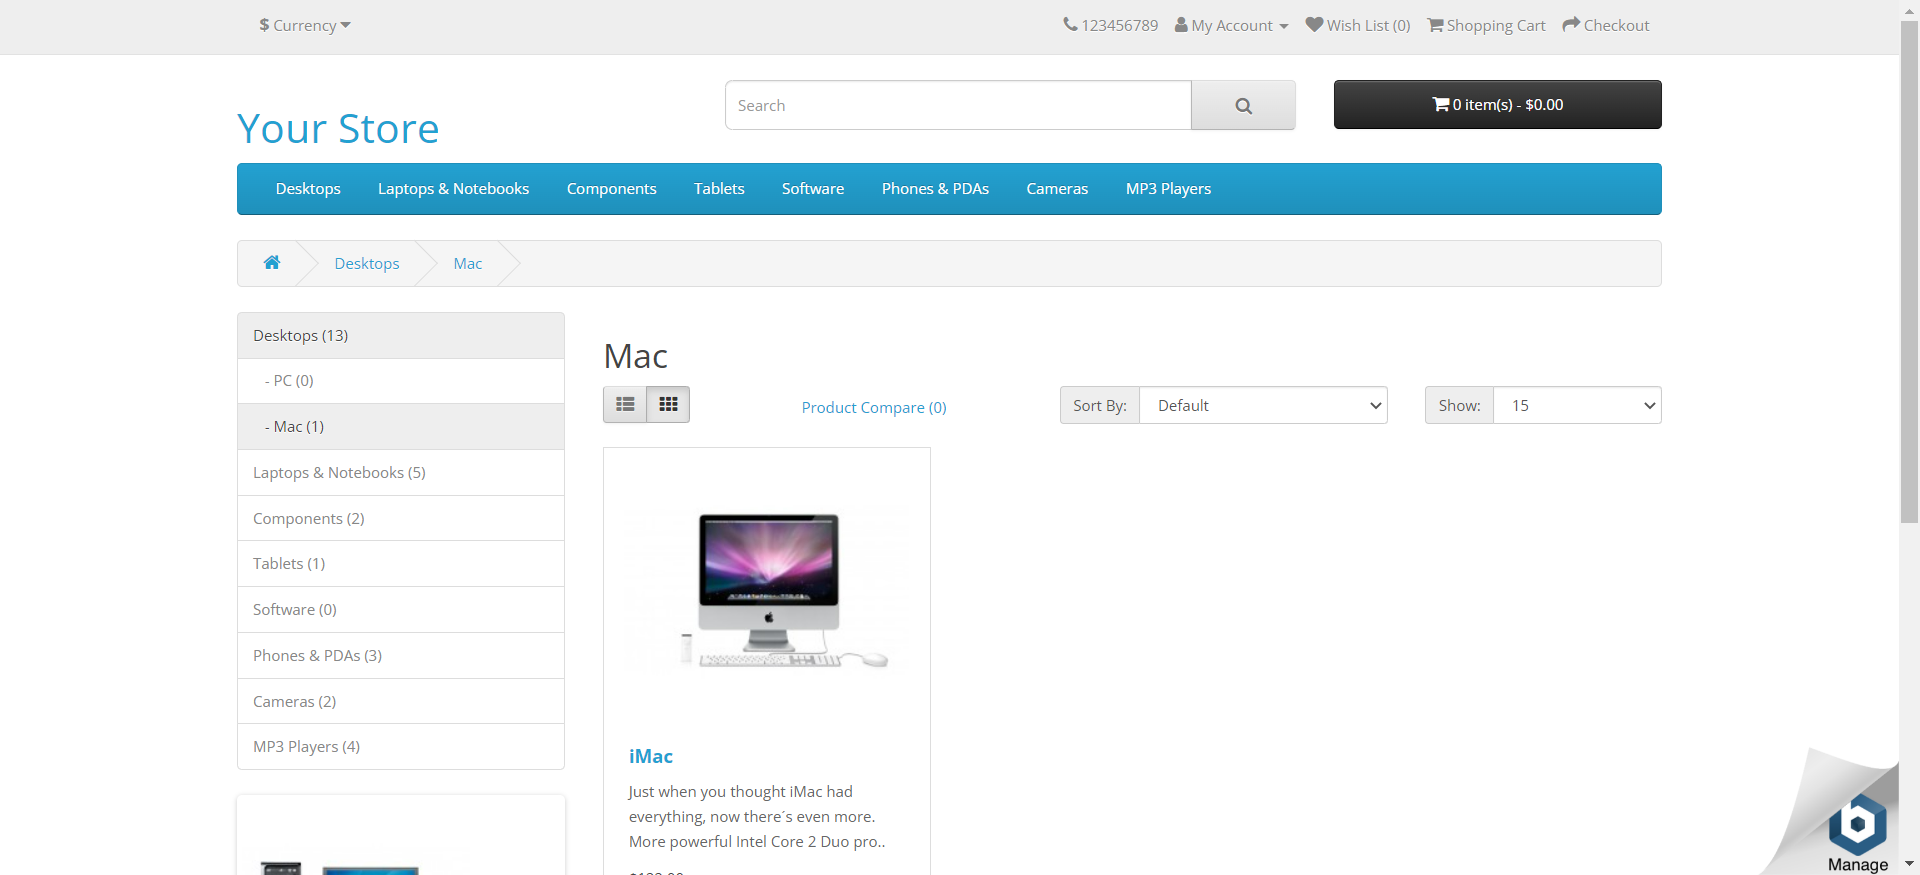 $ Currency
123456789 My Account Wish List (0) Shopping Cart Checkout
Your Store
Search
0 item(s) - $0.00
Desktops Laptops & Notebooks Components Tablets Software Phones & PDAs Cameras MP3 Players
Desktops Mac
Desktops (13)
- PC (0)
- Mac (1)
Laptops & Notebooks (5)
Components (2)
Tablets (1)
Software (0)
Phones & PDAs (3)
Cameras (2)
MP3 Players (4)
Mac
Product Compare (0) Sort By: Default Show: 15
iMac
Just when you thought iMac had
everything, now there´s even more.
More powerful Intel Core 2 Duo pro..
Manage